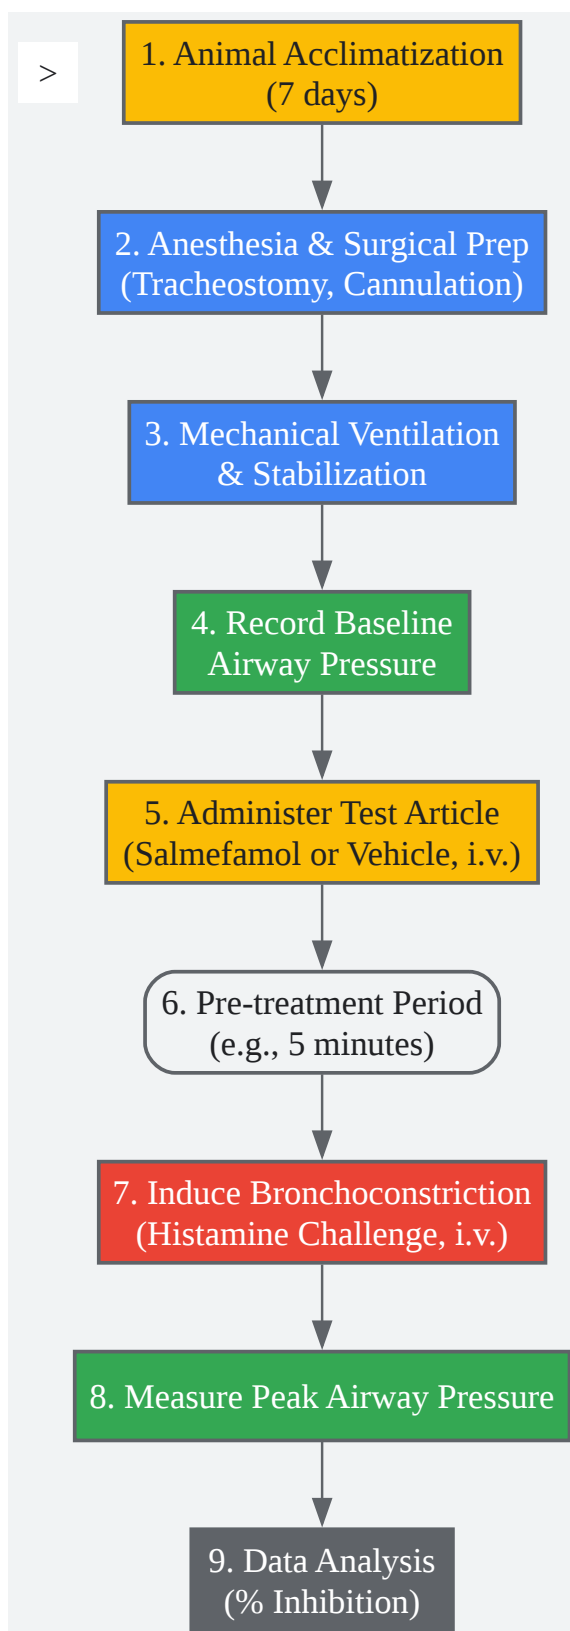 >
1. Animal Acclimatization
(7 days)
2. Anesthesia & Surgical Prep
(Tracheostomy, Cannulation)
3. Mechanical Ventilation
& Stabilization
4. Record Baseline
Airway Pressure
5. Administer Test Article
(Salmefamol or Vehicle, i.v.)
6. Pre-treatment Period
(e.g., 5 minutes)
7. Induce Bronchoconstriction
(Histamine Challenge, i.v.)
8. Measure Peak Airway Pressure
9. Data Analysis
(% Inhibition)